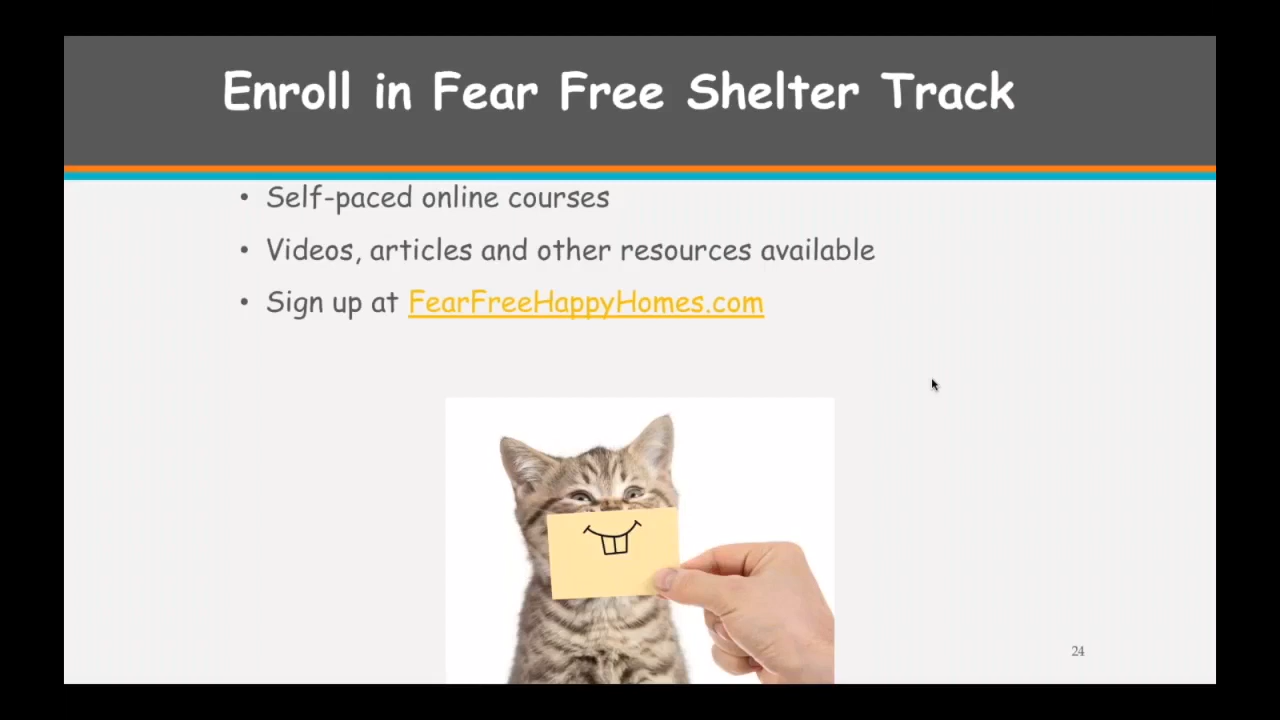 Enroll in Fear Free Shelter Track
• Self-paced online courses
• Videos, articles and other resources available
• Sign up at FearFreeHappyHomes.com
24